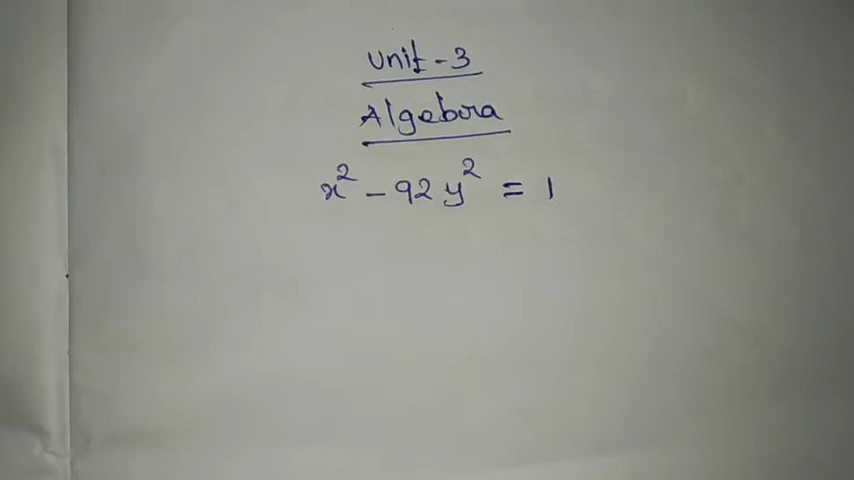 Unit-3
Algebra
x² - 92y² = 1